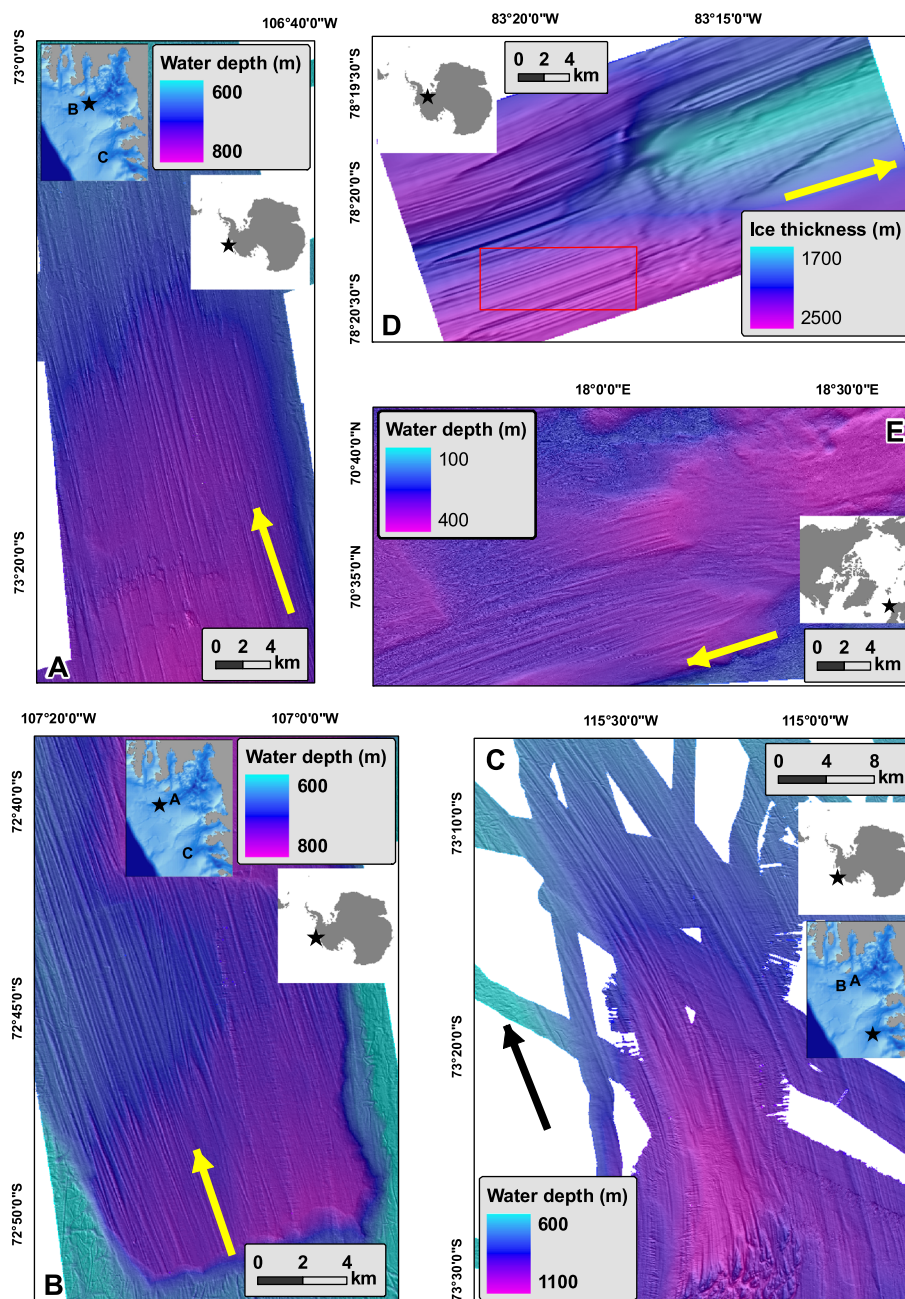 106°40'0"W
73°0'0"S
Water depth (m)
600
800
B
C
73°20'0"S
0 2 4
km
A
83°20'0"W 83°15'0"W
78°19'30"S
78°20'0"S
78°20'30"S
0 2 4
km
Ice thickness (m)
1700
2500
D
18°0'0"E 18°30'0"E
70°40'0"N
70°35'0"N
Water depth (m)
100
400
E
0 2 4
km
107°20'0"W 107°0'0"W
72°40'0"S
72°45'0"S
72°50'0"S
A
C
Water depth (m)
600
800
B
0 2 4
km
115°30'0"W 115°0'0"W
C
0 4 8
km
73°10'0"S
73°20'0"S
73°30'0"S
B A
Water depth (m)
600
1100